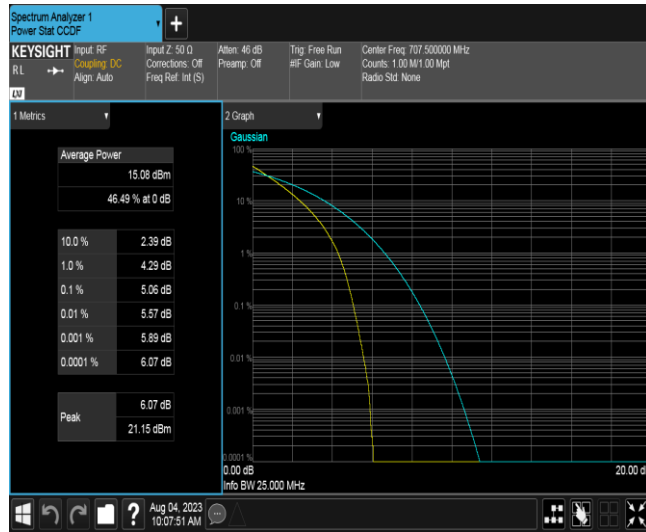 Spectrum Analyzer 1
Power Stat CCDF
+
KEYSIGHT
RL
LXI
Input: RF
Coupling: DC
Align: Auto
Input Z: 50 Ω
Corrections: Off
Freq Ref: Int (S)
Atten: 46 dB
Preamp: Off
Trig: Free Run
#IF Gain: Low
Center Freq: 707.500000 MHz
Counts: 1.00 M/1.00 Mpt
Radio Std: None
1 Metrics
Average Power
15.08 dBm
46.49 % at 0 dB
10.0 % 2.39 dB
1.0 % 4.29 dB
0.1 % 5.06 dB
0.01 % 5.57 dB
0.001 % 5.89 dB
0.0001 % 6.07 dB
Peak
6.07 dB
21.15 dBm
2 Graph
Gaussian
100 %
10 %
1 %
0.1 %
0.01 %
0.001 %
0.0001 %
0.00 dB
20.00 d
Info BW 25.000 MHz
?
Aug 04, 2023
10:07:51 AM